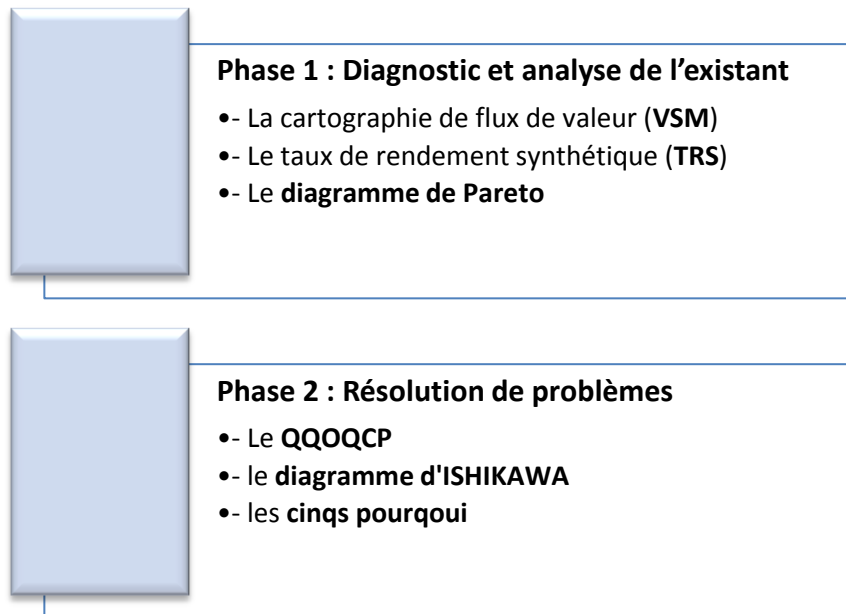 Phase 1 : Diagnostic et analyse de l’existant
•- La cartographie de flux de valeur (VSM)
•- Le taux de rendement synthétique (TRS)
•- Le diagramme de Pareto
Phase 2 : Résolution de problèmes
•- Le QQOQCP
•- le diagramme d'ISHIKAWA
•- les cinqs pourqoui